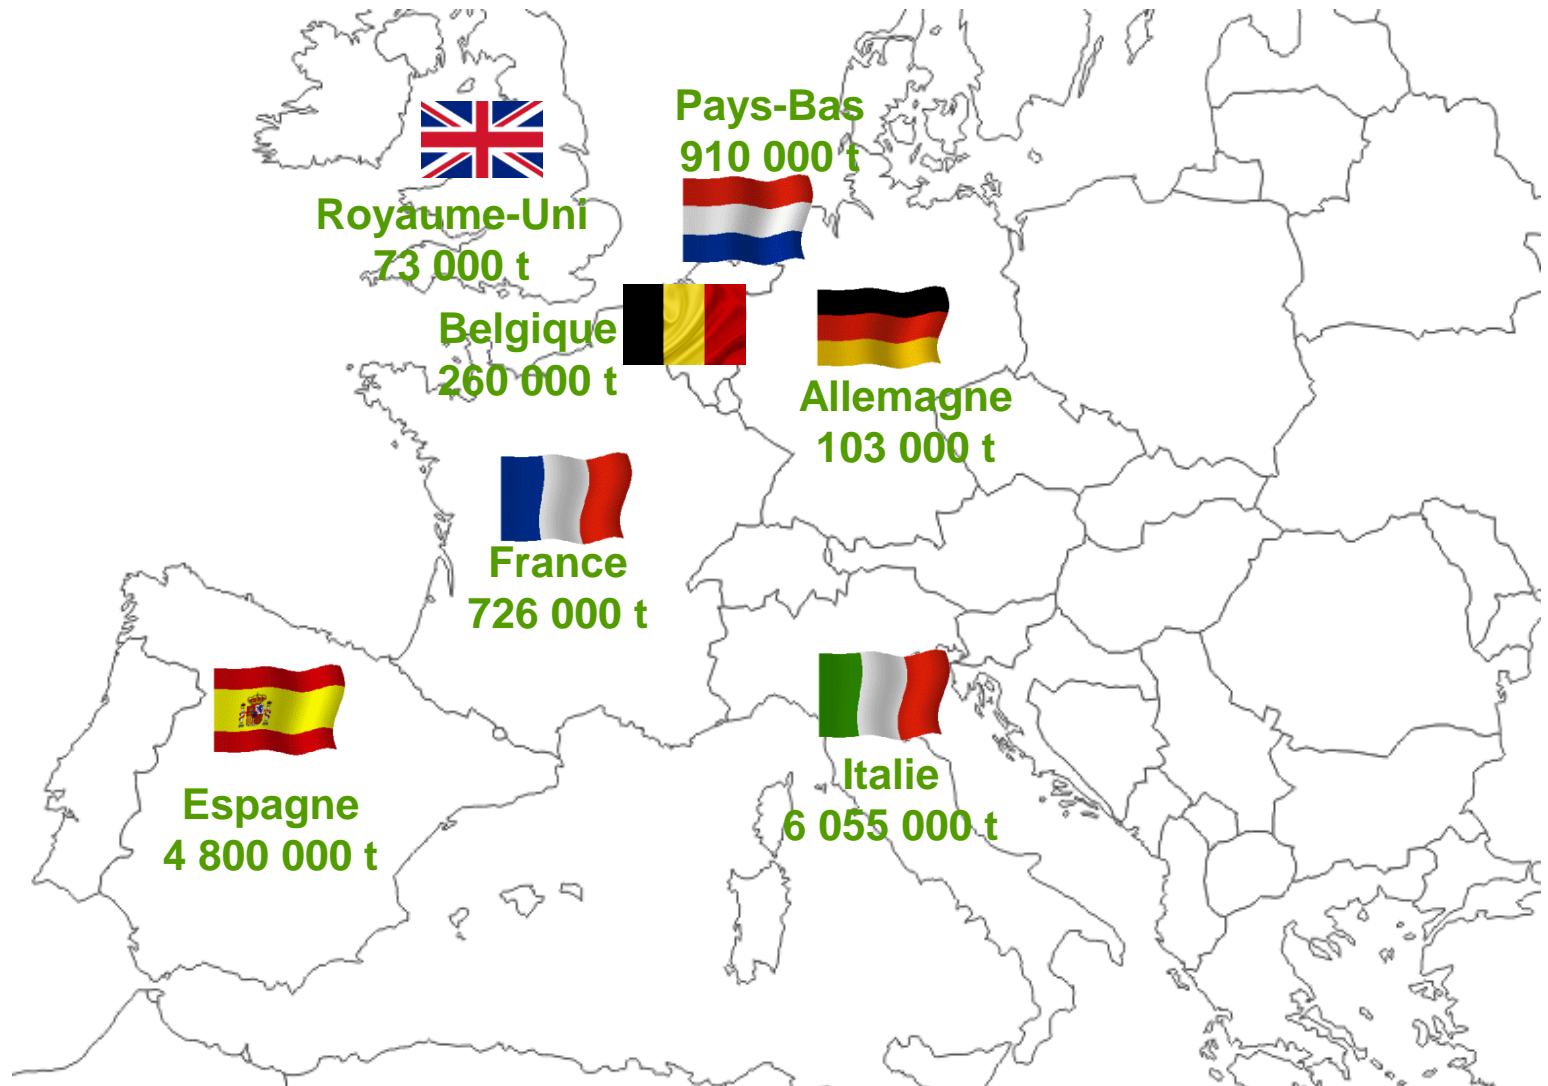 Pays-Bas
910 000 t
Royaume-Uni
73 000 t
Belgique
260 000 t
Allemagne
103 000 t
France
726 000 t
Italie
6 055 000 t
Espagne
4 800 000 t